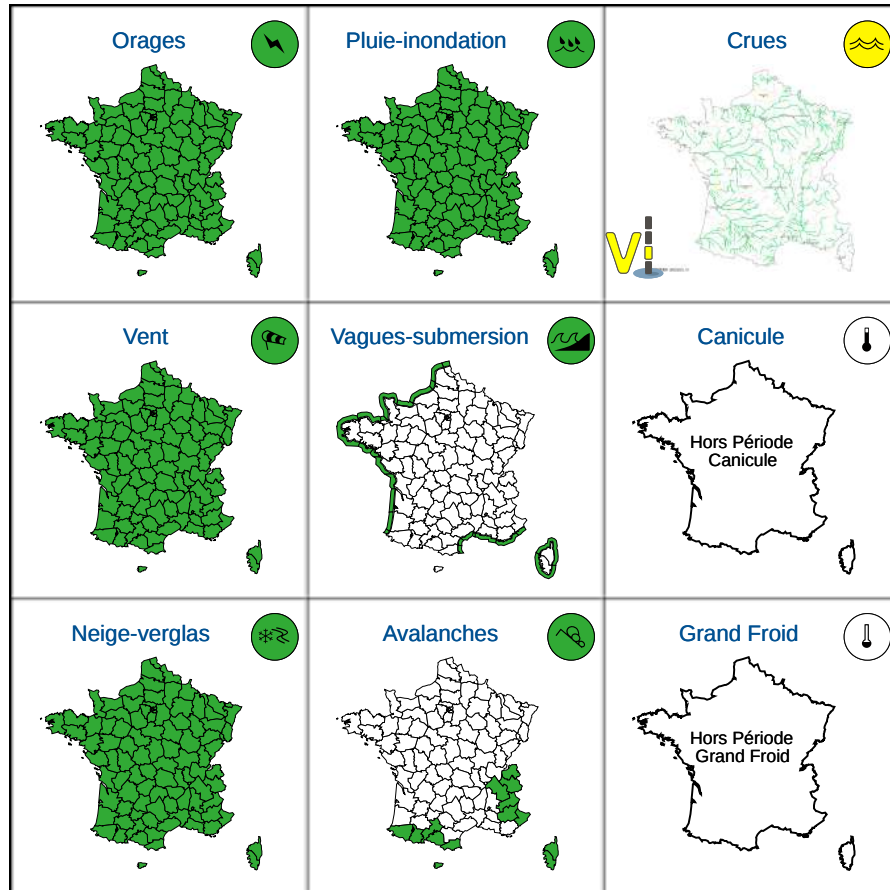 Orages
Pluie-inondation
Crues
Vi
Vent
Vagues-submersion
Canicule
Hors Période
Canicule
Neige-verglas
Avalanches
Grand Froid
Hors Période
Grand Froid